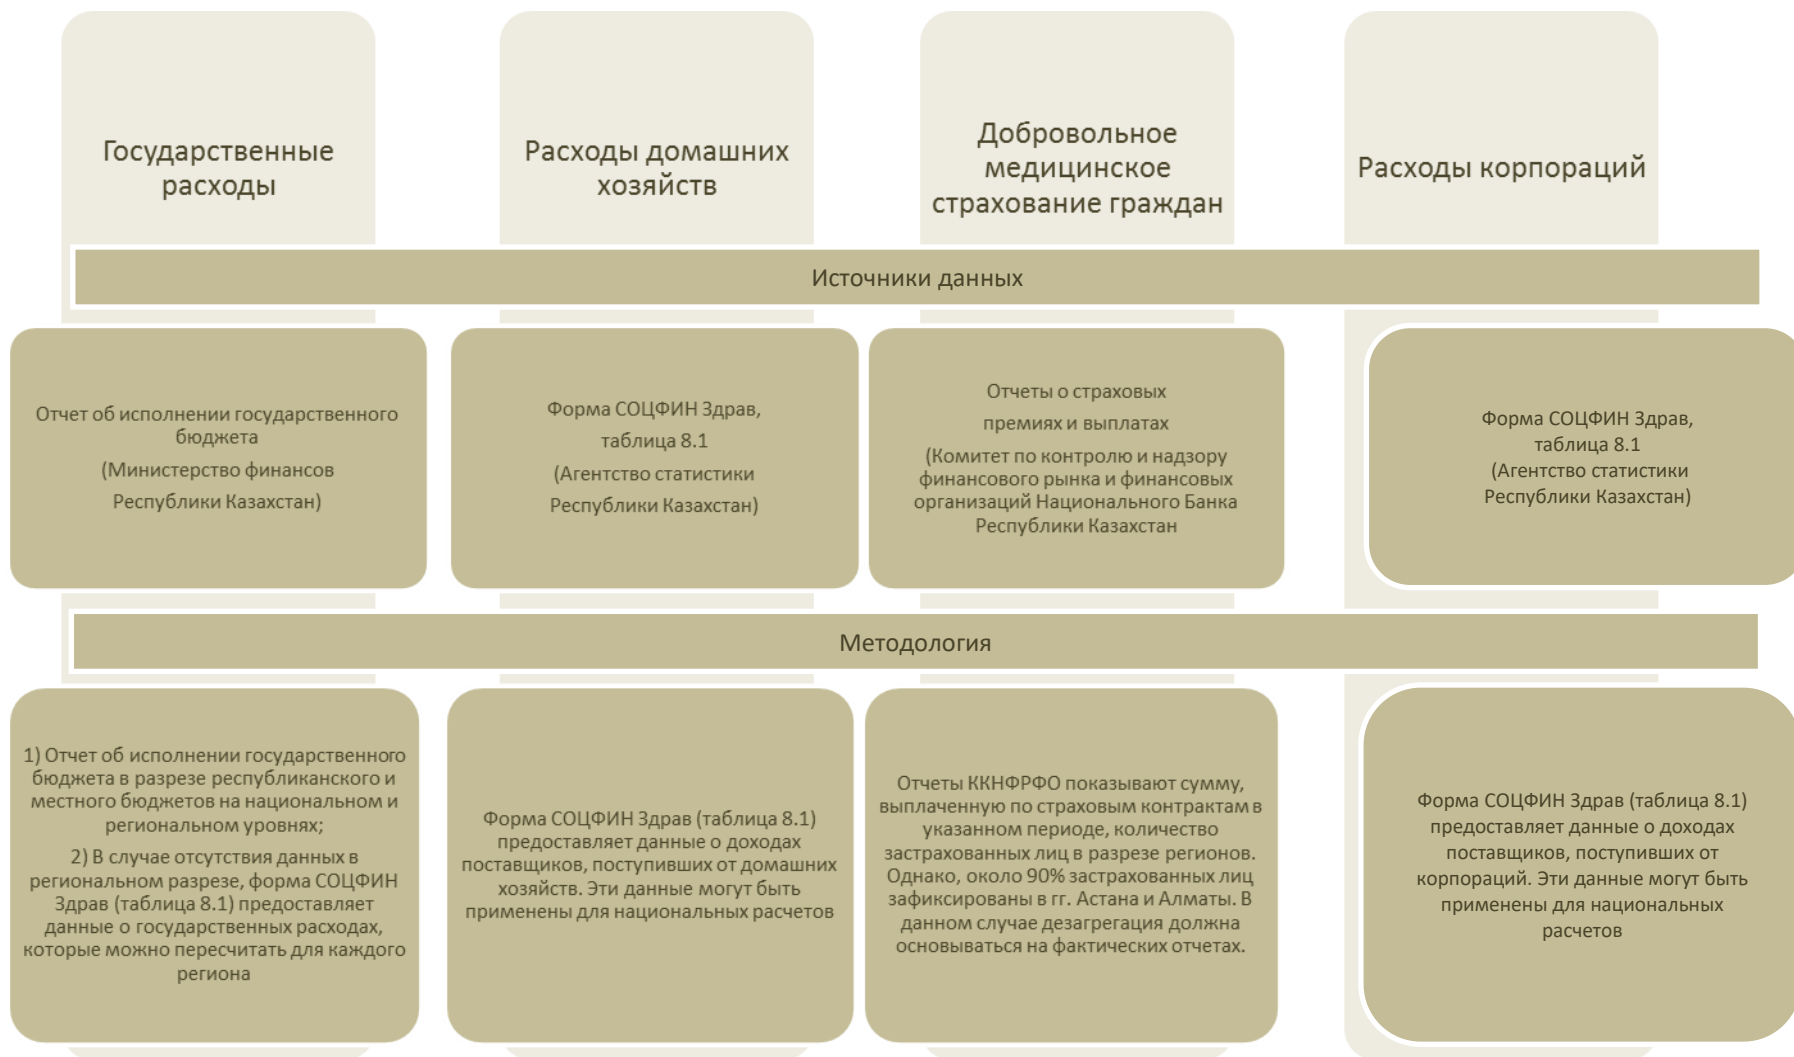 Государственные
расходы
Расходы домашних
хозяйств
Добровольное
медицинское
страхование граждан
Расходы корпораций
Источники данных
Отчет об исполнении государственного
бюджета
(Министерство финансов
Республики Казахстан)
Форма СОЦФИН Здрав,
таблица 8.1
(Агентство статистики
Республики Казахстан)
Отчеты о страховых
премиях и выплатах
(Комитет по контролю и надзору
финансового рынка и финансовых
организаций Национального Банка
Республики Казахстан
Форма СОЦФИН Здрав,
таблица 8.1
(Агентство статистики
Республики Казахстан)
Методология
1) Отчет об исполнении государственного
бюджета в разрезе республиканского и
местного бюджетов на национальном и
региональном уровнях;
2) В случае отсутствия данных в
региональном разрезе, форма СОЦФИН
Здрав (таблица 8.1) предоставляет
данные о государственных расходах,
которые можно пересчитать для каждого
региона
Форма СОЦФИН Здрав (таблица 8.1)
предоставляет данные о доходах
поставщиков, поступивших от домашних
хозяйств. Эти данные могут быть
применены для национальных расчетов
Отчеты ККНФРФО показывают сумму,
выплаченную по страховым контрактам в
указанном периоде, количество
застрахованных лиц в разрезе регионов.
Однако, около 90% застрахованных лиц
зафиксированы в гг. Астана и Алматы. В
данном случае дезагрегация должна
основываться на фактических отчетах.
Форма СОЦФИН Здрав (таблица 8.1)
предоставляет данные о доходах
поставщиков, поступивших от
корпораций. Эти данные могут быть
применены для национальных
расчетов